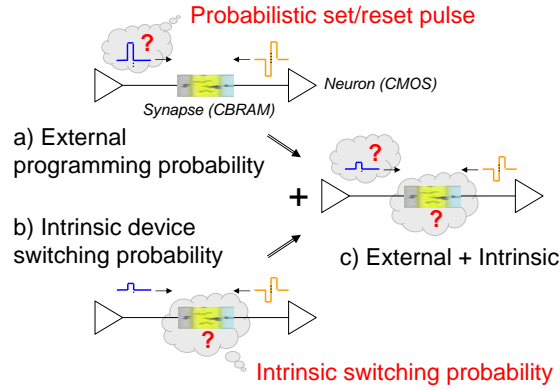 Probabilistic set/reset pulse
?
Neuron (CMOS)
Synapse (CBRAM)
a) External
programming probability
?
+
?
b) Intrinsic device
switching probability
c) External + Intrinsic
?
Intrinsic switching probability